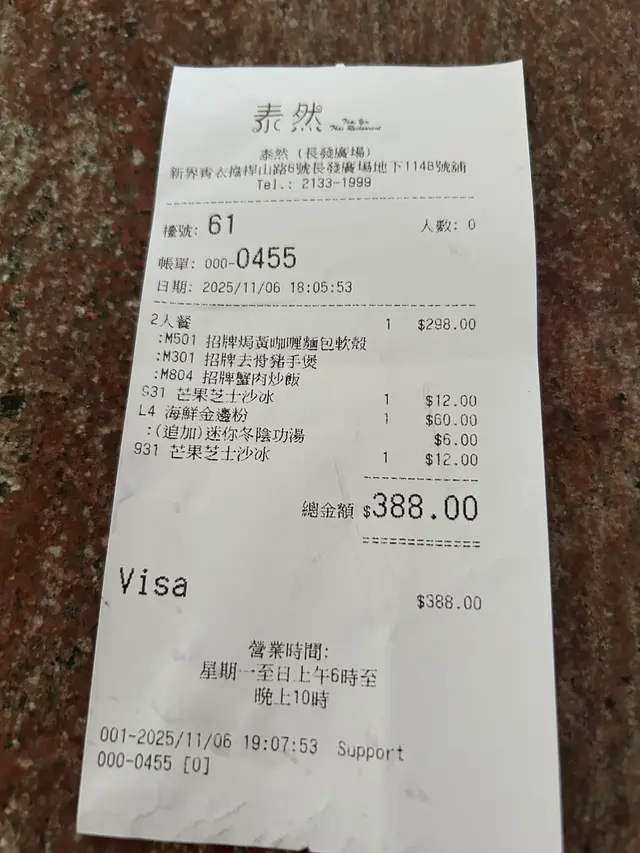 泰然 Tia Yin Thai Restaurant
泰然 (長發廣場)
新界青衣擔桿山路6號長發廣場地下114B號舖
Tel.: 2133-1999
檯號: 61 人數: 0
帳單: 000-0455
日期: 2025/11/06 18:05:53
2人餐 1 $298.00
:M501 招牌焗黃咖喱麵包軟殼
:M301 招牌去骨豬手煲
:M804 招牌蟹肉炒飯
931 芒果芝士沙冰 1 $12.00
L4 海鮮金邊粉 1 $60.00
:(追加)迷你冬陰功湯 $6.00
931 芒果芝士沙冰 1 $12.00
總金額 $388.00
Visa $388.00
營業時間:
星期一至日上午6時至
晚上10時
001-2025/11/06 19:07:53 Support
000-0455 [0]